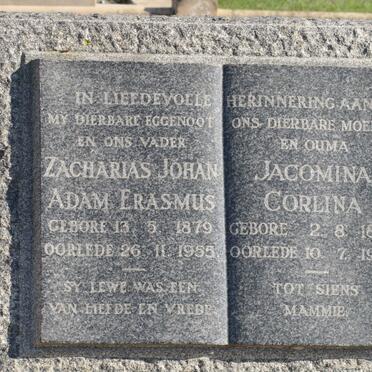 IN LIEFDEVOLLE
MY DIERBARE EGGENOOT
EN ONS VADER
ZACHARIAS JOHAN
ADAM ERASMUS
GEBORE 13. 5. 1879
OORLEDE 26. 11. 1955.
SY LEWE WAS EEN
VAN LIEFDE EN VREDE.
HERINNERING AAN
ONS DIERBARE MOE
EN OUMA
JACOMINA
CORLINA
GEBORE 2. 8. 18
OORLEDE 10. 7. 19
TOT SIENS
MAMMIE.